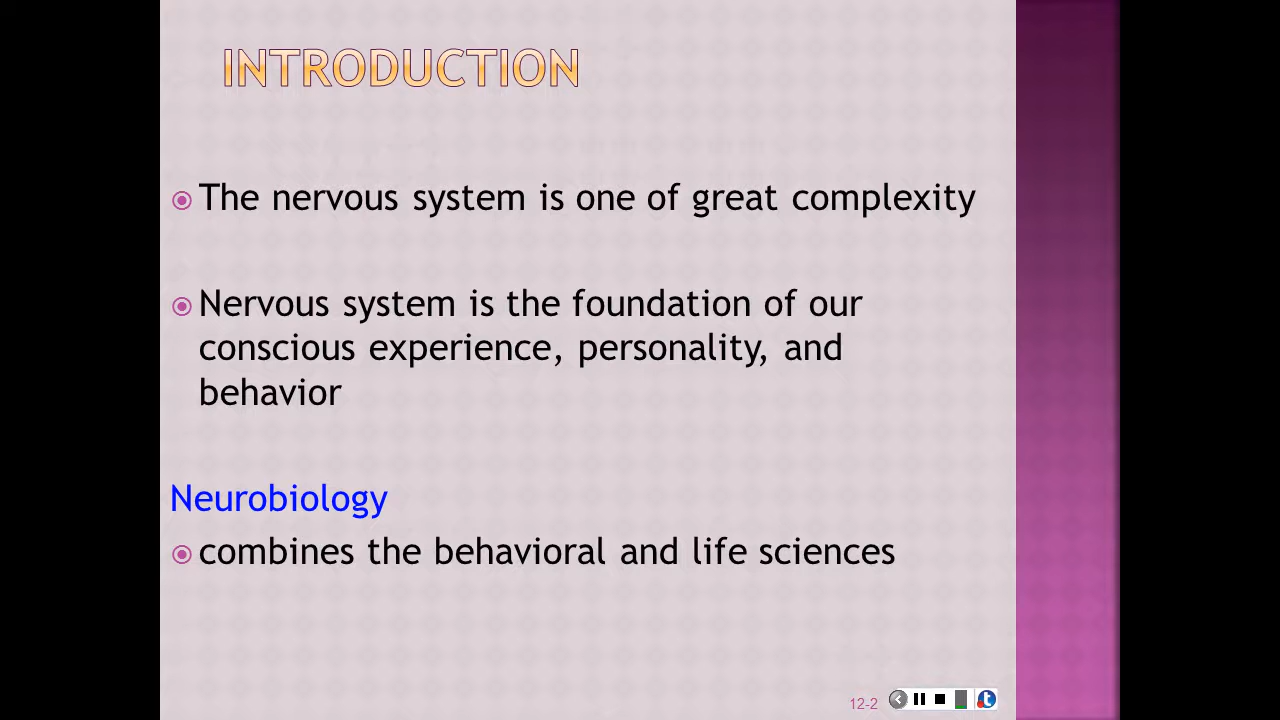 INTRODUCTION
The nervous system is one of great complexity
Nervous system is the foundation of our
conscious experience, personality, and
behavior
Neurobiology
combines the behavioral and life sciences
12-2
t